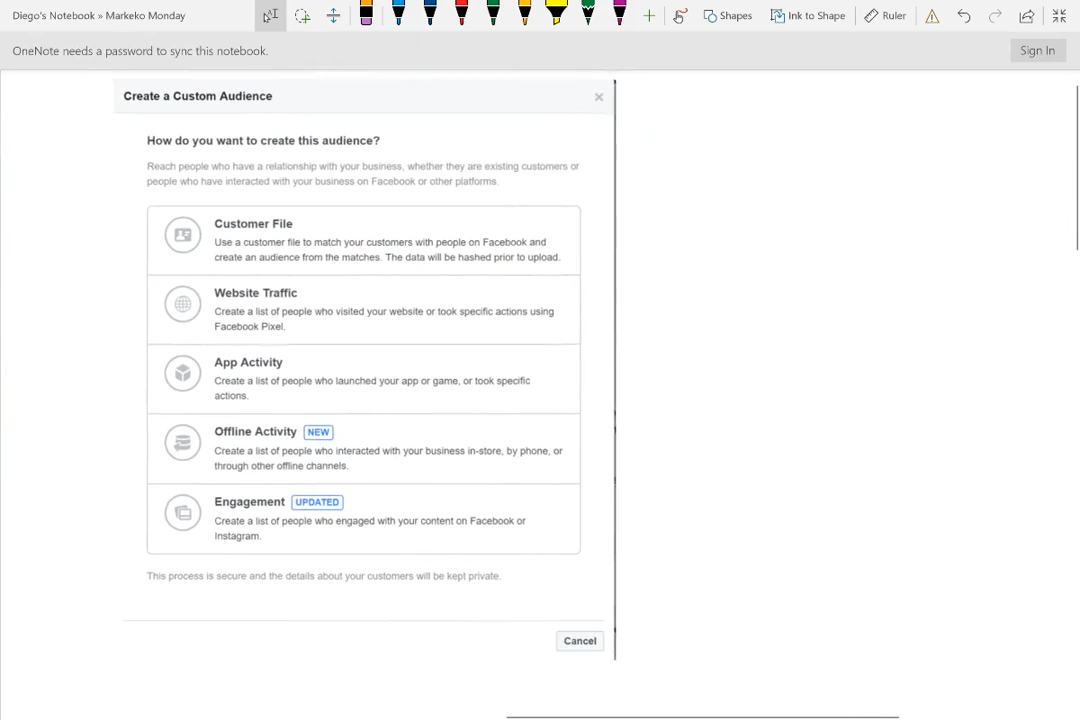 Diego's Notebook » Markeko Monday
Shapes
Ink to Shape
Ruler
OneNote needs a password to sync this notebook.
Sign In
Create a Custom Audience
How do you want to create this audience?
Reach people who have a relationship with your business, whether they are existing customers or
people who have interacted with your business on Facebook or other platforms.
Customer File
Use a customer file to match your customers with people on Facebook and
create an audience from the matches. The data will be hashed prior to upload.
Website Traffic
Create a list of people who visited your website or took specific actions using
Facebook Pixel.
App Activity
Create a list of people who launched your app or game, or took specific
actions.
Offline Activity NEW
Create a list of people who interacted with your business in-store, by phone, or
through other offline channels.
Engagement UPDATED
Create a list of people who engaged with your content on Facebook or
Instagram.
This process is secure and the details about your customers will be kept private.
Cancel